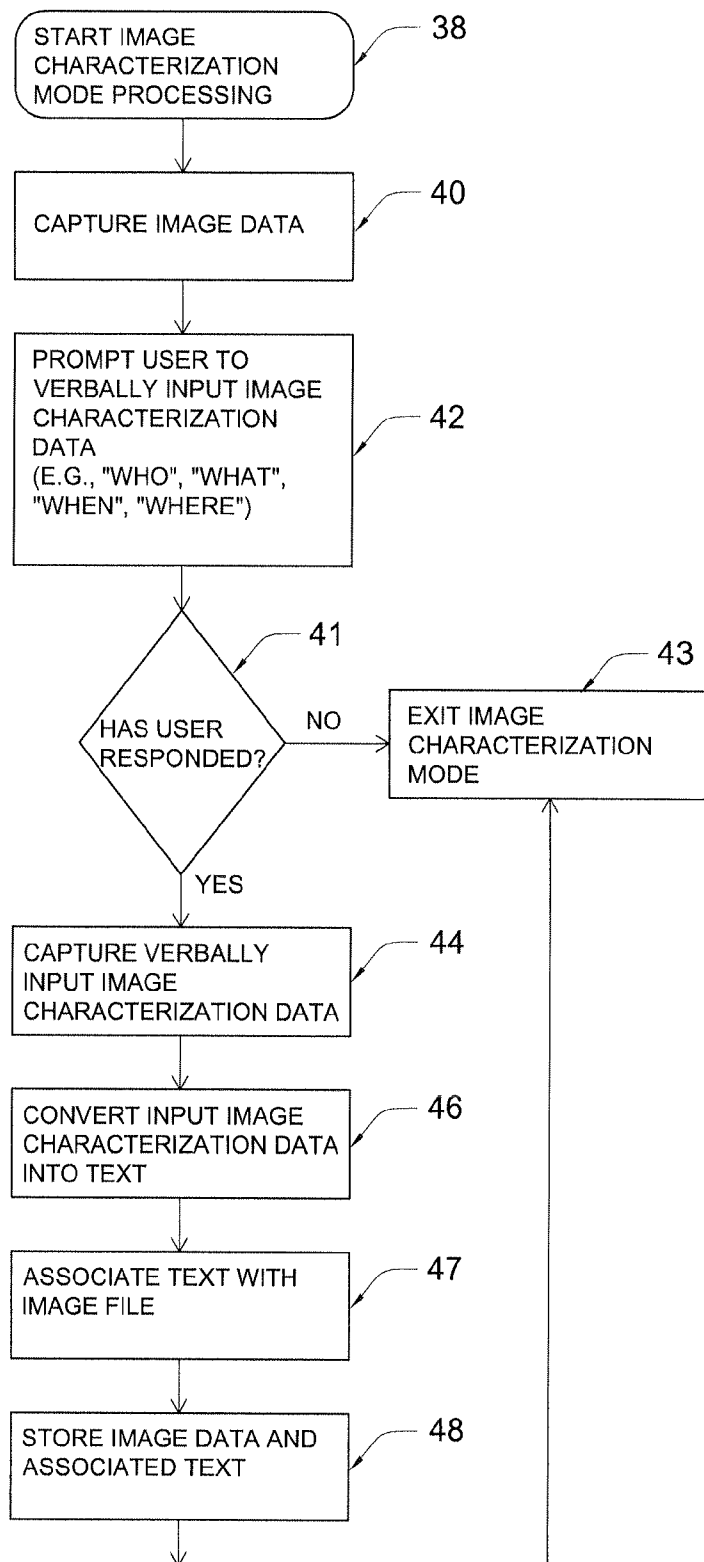 START IMAGE
CHARACTERIZATION
MODE PROCESSING
38
CAPTURE IMAGE DATA
40
PROMPT USER TO
VERBALLY INPUT IMAGE
CHARACTERIZATION
DATA
(E.G., "WHO", "WHAT",
"WHEN", "WHERE")
42
HAS USER
RESPONDED?
41
NO
EXIT IMAGE
CHARACTERIZATION
MODE
43
YES
CAPTURE VERBALLY
INPUT IMAGE
CHARACTERIZATION DATA
44
CONVERT INPUT IMAGE
CHARACTERIZATION DATA
INTO TEXT
46
ASSOCIATE TEXT WITH
IMAGE FILE
47
STORE IMAGE DATA AND
ASSOCIATED TEXT
48